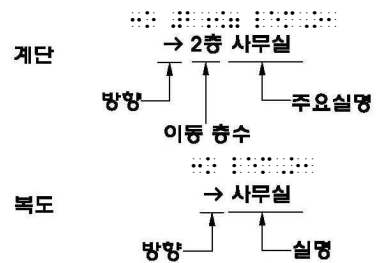 계단
→ 2층 사무실
방향
주요실명
이동 층수
복도
→ 사무실
방향
실명